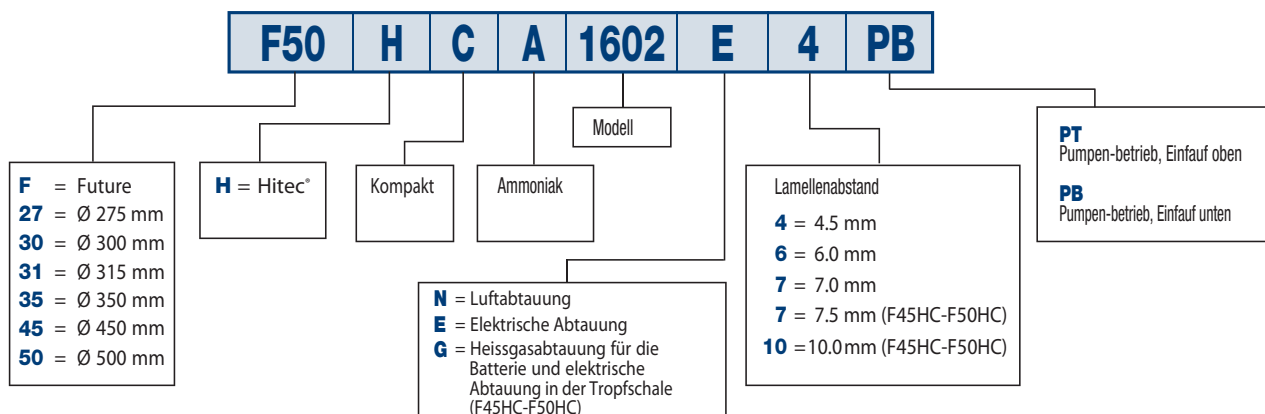 F50 H C A 1602 E 4 PB
F = Future
27 = Ø 275 mm
30 = Ø 300 mm
31 = Ø 315 mm
35 = Ø 350 mm
45 = Ø 450 mm
50 = Ø 500 mm
H = Hitec®
Kompakt
Ammoniak
Modell
N = Luftabtauung
E = Elektrische Abtauung
G = Heissgasabtauung für die
Batterie und elektrische
Abtauung in der Tropfschale
(F45HC-F50HC)
Lamellenabstand
4 = 4.5 mm
6 = 6.0 mm
7 = 7.0 mm
7 = 7.5 mm (F45HC-F50HC)
10 =10.0 mm (F45HC-F50HC)
PT
Pumpen-betrieb, Einfauf oben
PB
Pumpen-betrieb, Einfauf unten